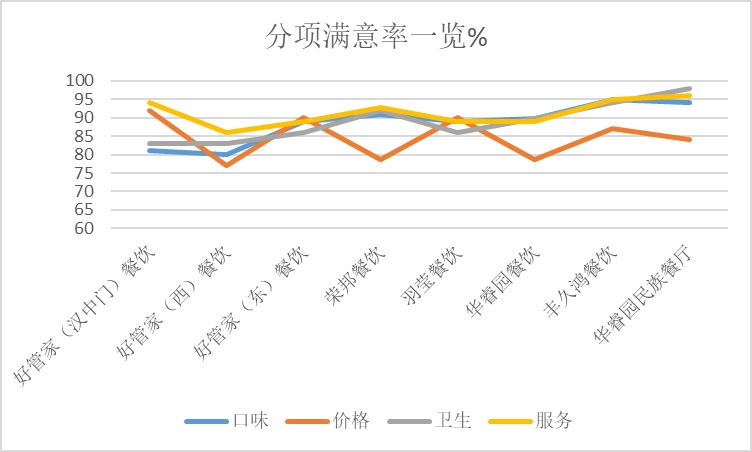 分项满意率一览%
100
95
90
85
80
75
70
65
60
好管家（汉中门）餐饮
好管家（西）餐饮
好管家（东）餐饮
荣邦餐饮
羽莹餐饮
华睿园餐饮
丰久鸿餐饮
华睿园民族餐厅
口味 价格 卫生 服务